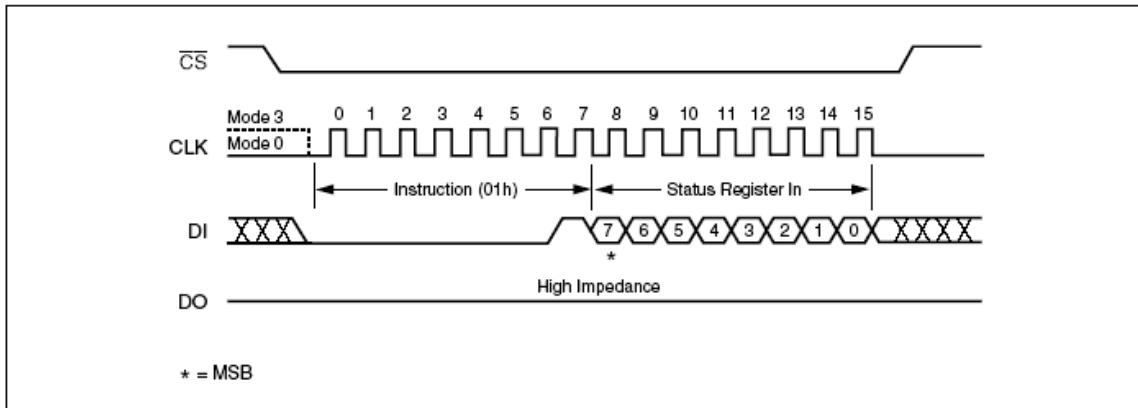 CS
Mode 3
0 1 2 3 4 5 6 7 8 9 10 11 12 13 14 15
CLK
Mode 0
Instruction (01h)
Status Register In
DI
7 6 5 4 3 2 1 0
*
High Impedance
DO
* = MSB